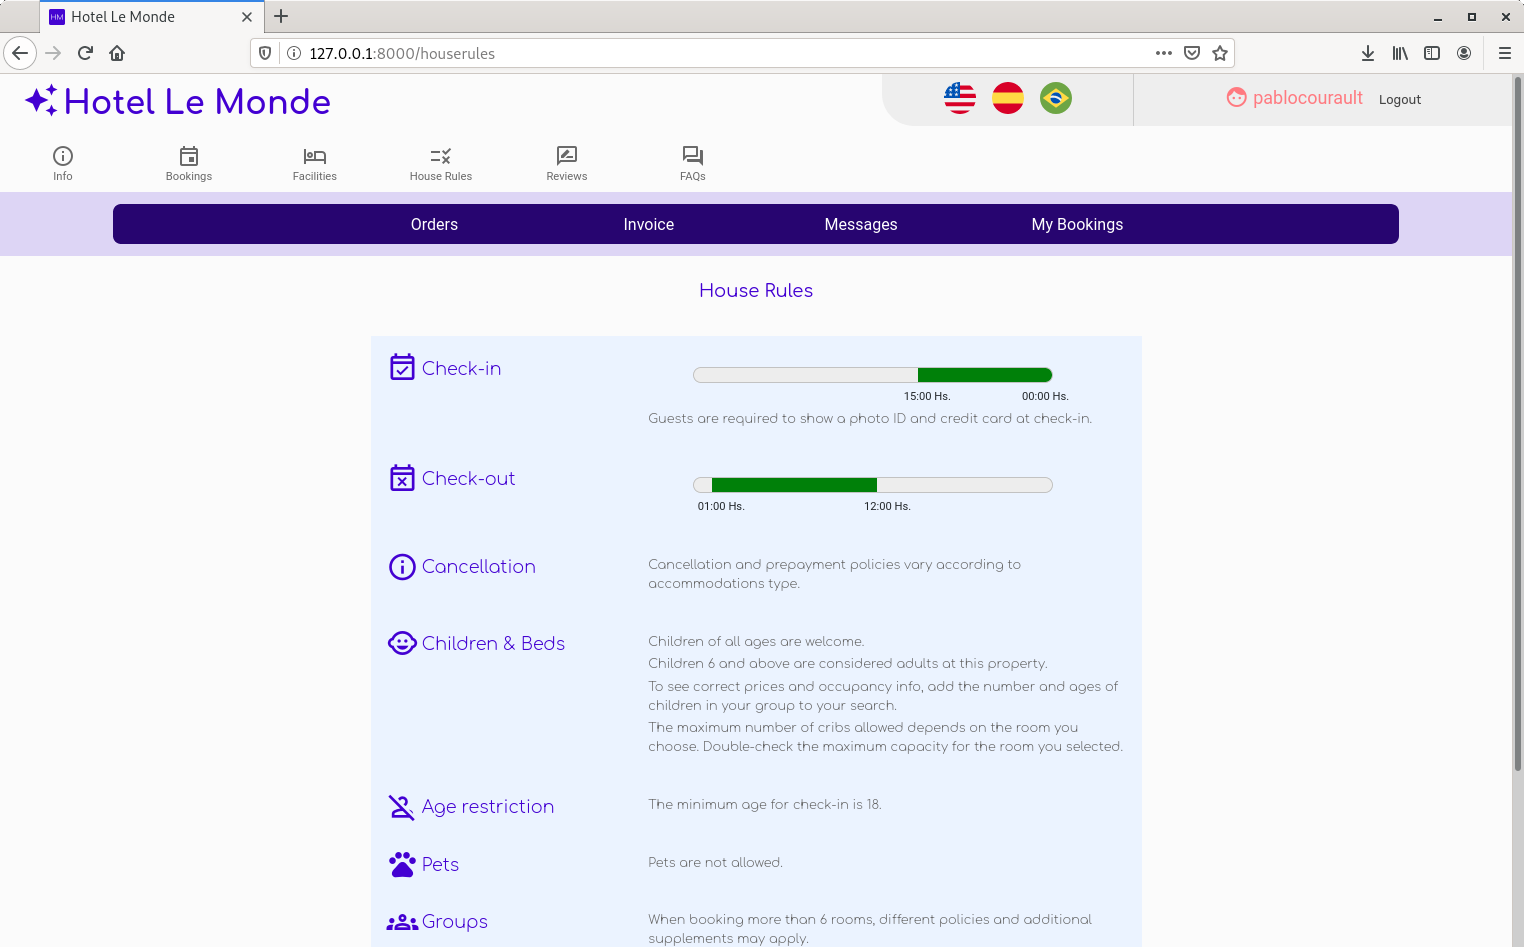 HM Hotel Le Monde
127.0.0.1:8000/houserules
Hotel Le Monde
pablocourault Logout
Info Bookings Facilities House Rules Reviews FAQs
Orders Invoice Messages My Bookings
House Rules
Check-in
15:00 Hs. 00:00 Hs.
Guests are required to show a photo ID and credit card at check-in.
Check-out
01:00 Hs. 12:00 Hs.
Cancellation
Cancellation and prepayment policies vary according to
accommodations type.
Children & Beds
Children of all ages are welcome.
Children 6 and above are considered adults at this property.
To see correct prices and occupancy info, add the number and ages of
children in your group to your search.
The maximum number of cribs allowed depends on the room you
choose. Double-check the maximum capacity for the room you selected.
Age restriction
The minimum age for check-in is 18.
Pets
Pets are not allowed.
Groups
When booking more than 6 rooms, different policies and additional
supplements may apply.